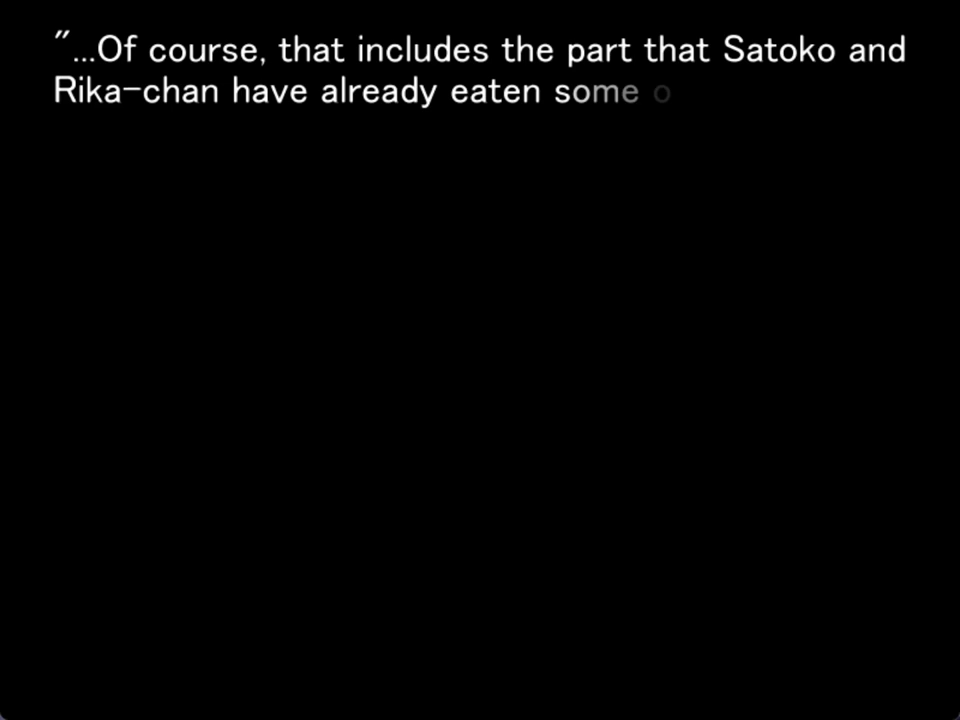 "...Of course, that includes the part that Satoko and
Rika-chan have already eaten some o